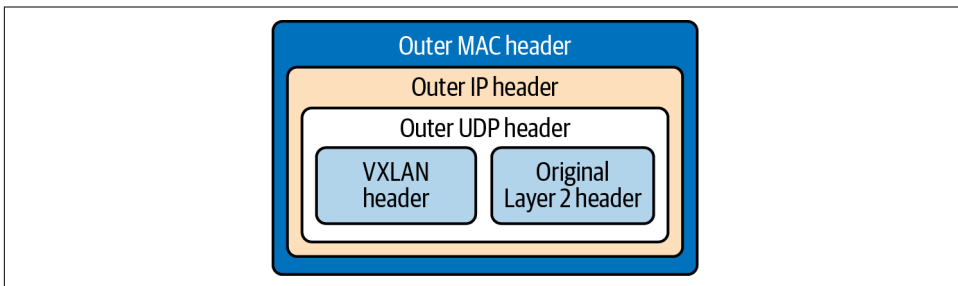 Outer MAC header
Outer IP header
Outer UDP header
VXLAN
header
Original
Layer 2 header